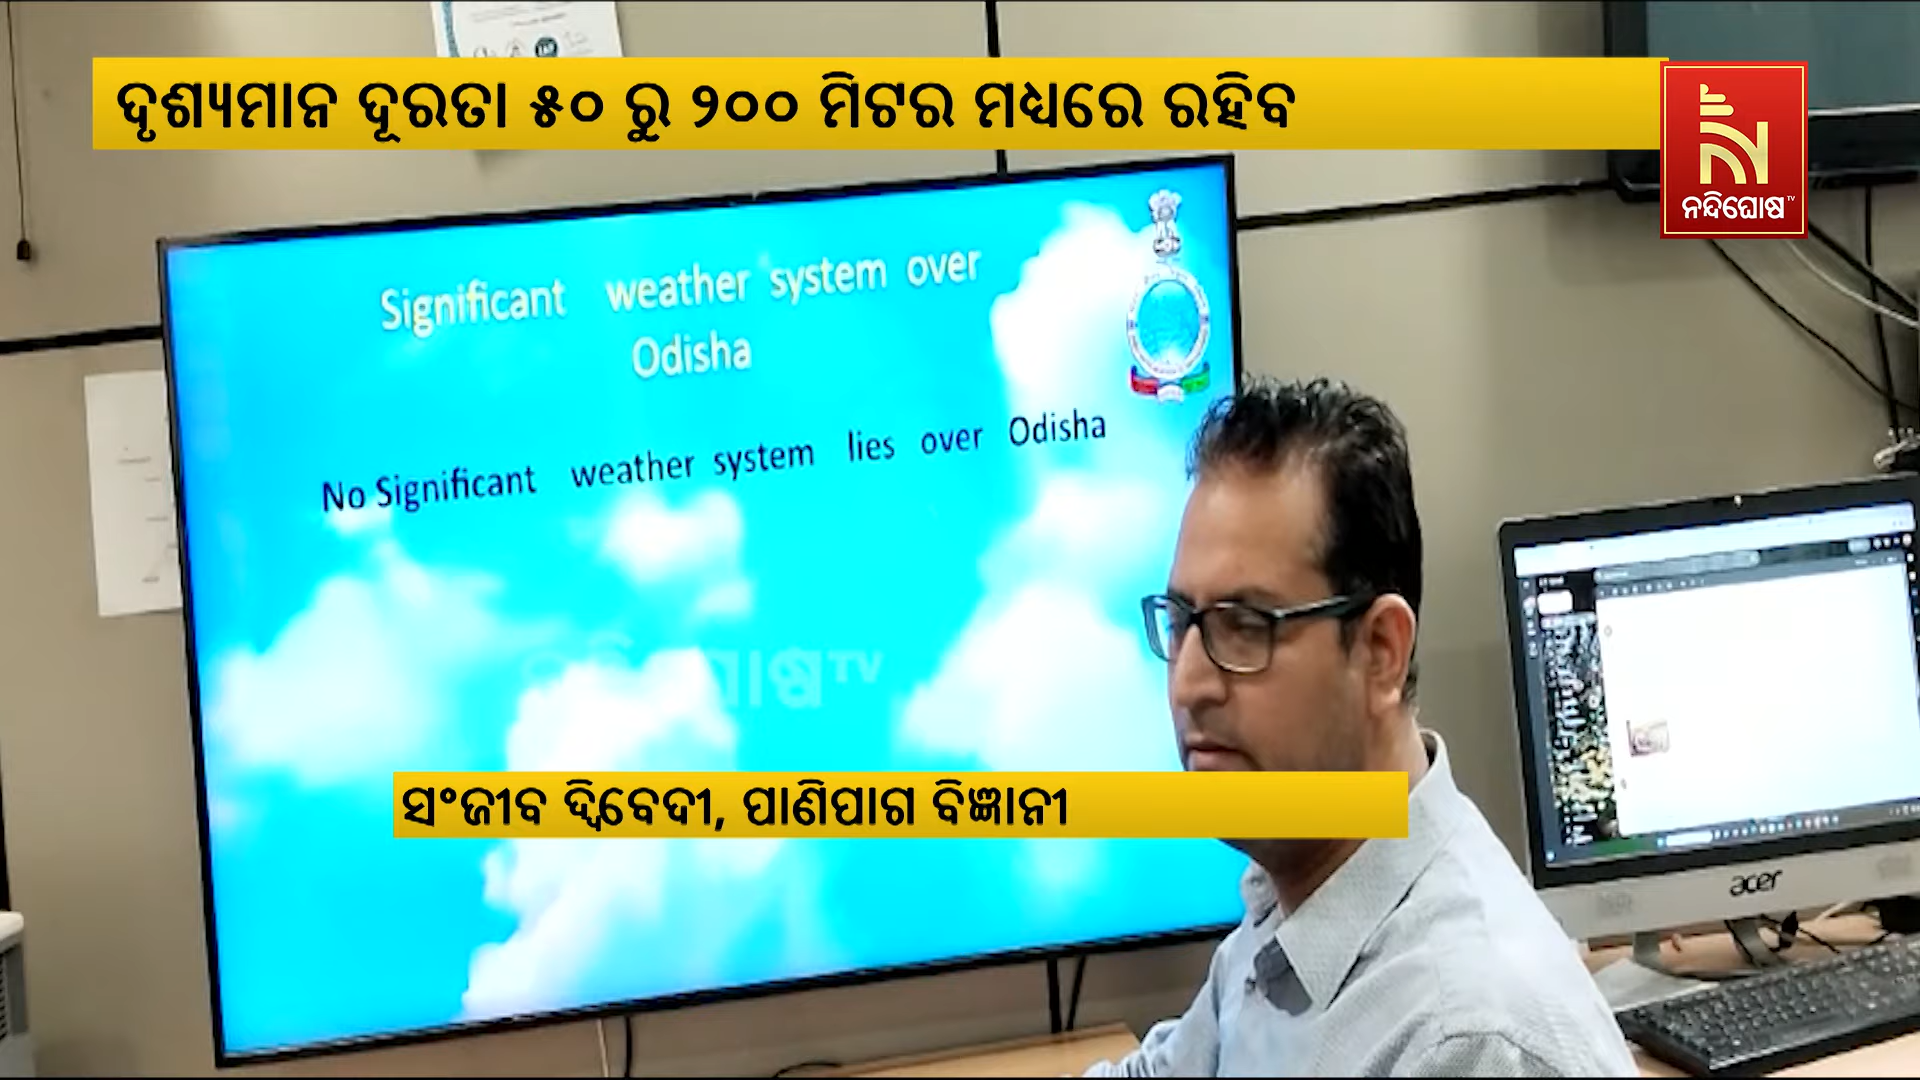 ଦୃଶ୍ୟମାନ ଦୂରତା ୫୦ ରୁ ୨୦୦ ମିଟର ମଧ୍ୟରେ ରହିବ
ନନ୍ଦିଘୋଷ TV
Significant weather system over
Odisha
No Significant weather system lies over Odisha
ସଂଜୀବ ଦ୍ୱିବେଦୀ, ପାଣିପାଗ ବିଜ୍ଞାନୀ
acer